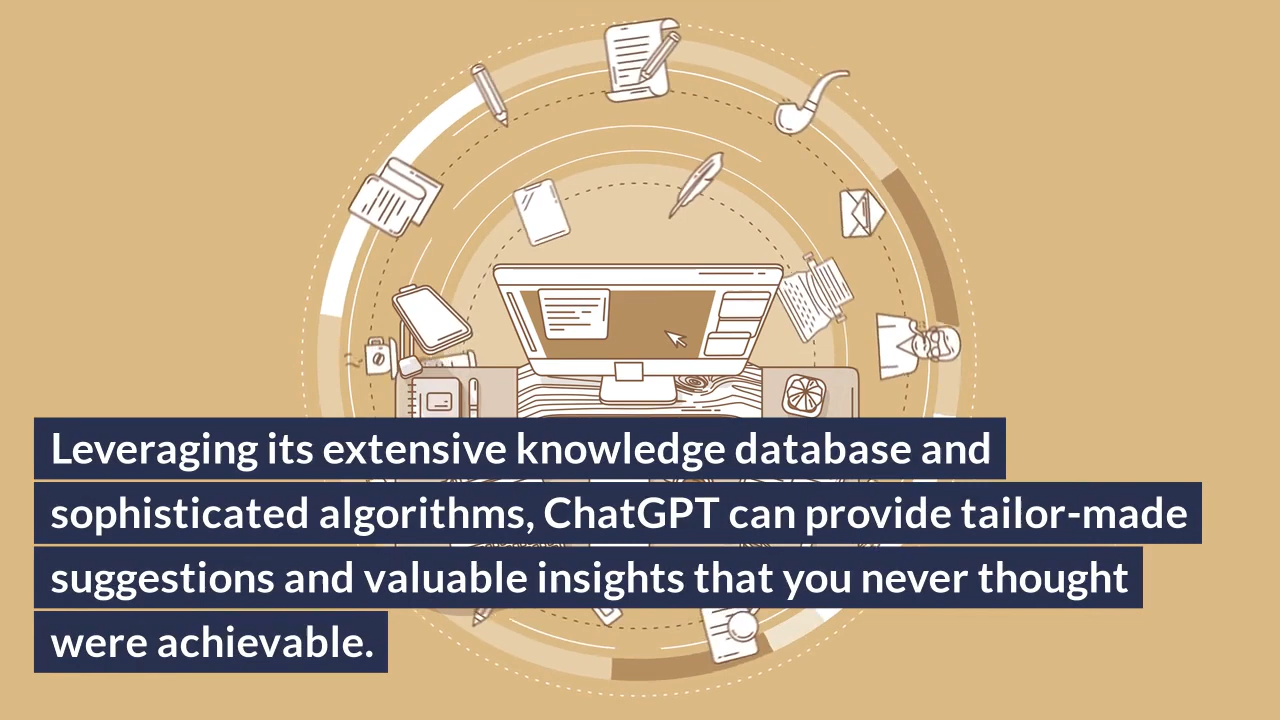 Leveraging its extensive knowledge database and
sophisticated algorithms, ChatGPT can provide tailor-made
suggestions and valuable insights that you never thought
were achievable.